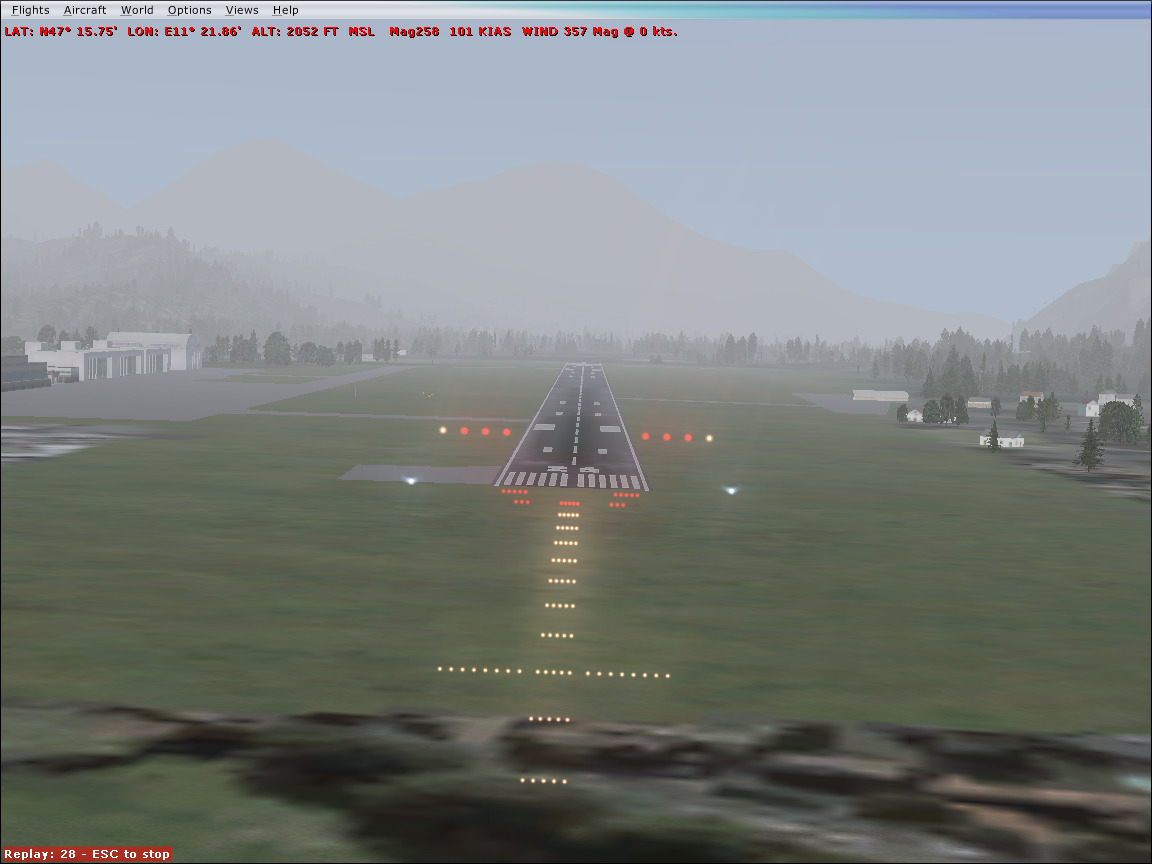 Flights Aircraft World Options Views Help
LAT: N47° 15.75' LON: E11° 21.86' ALT: 2052 FT MSL Mag258 101 KIAS WIND 357 Mag @ 0 kts.
Replay: 28 - ESC to stop